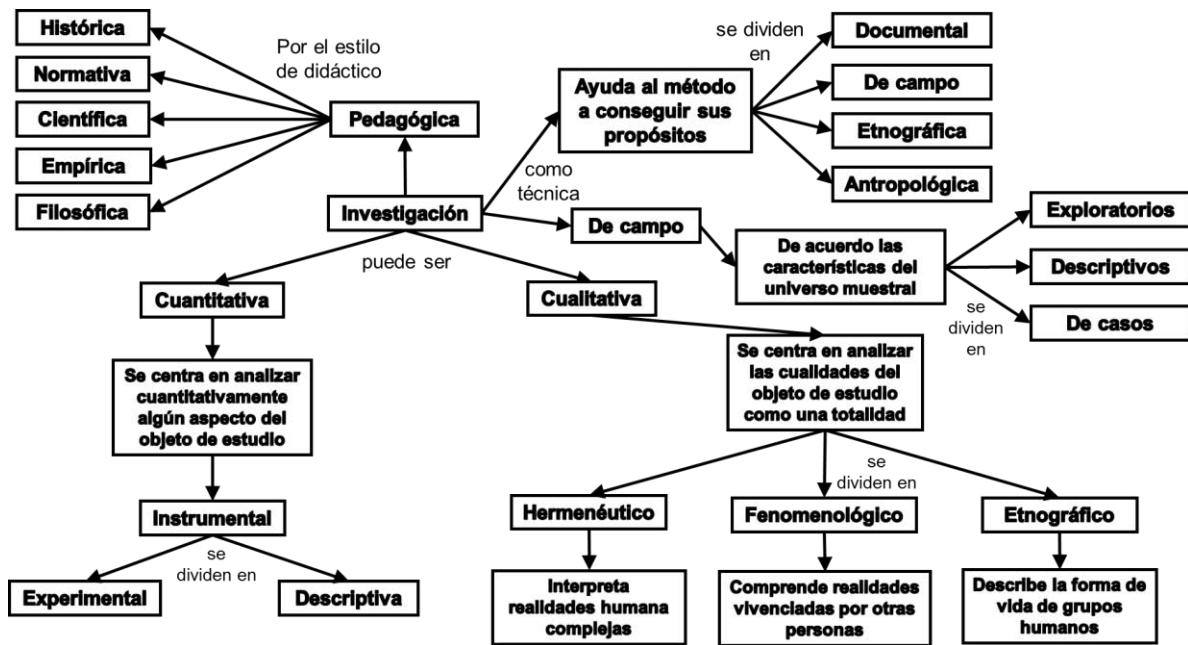 Histórica
Normativa
Científica
Empírica
Filosófica
Por el estilo
de didáctico
Pedagógica
Investigación
como
técnica
Ayuda al método
a conseguir sus
propósitos
se dividen
en
Documental
De campo
Etnográfica
Antropológica
De campo
De acuerdo las
características del
universo muestral
se
dividen
en
Exploratorios
Descriptivos
De casos
puede ser
Cuantitativa
Se centra en analizar
cuantitativamente
algún aspecto del
objeto de estudio
Instrumental
se
dividen en
Experimental
Descriptiva
Cualitativa
Se centra en analizar
las cualidades del
objeto de estudio
como una totalidad
se
dividen en
Hermenéutico
Fenomenológico
Etnográfico
Interpreta
realidades humana
complejas
Comprende realidades
vivenciadas por otras
personas
Describe la forma de
vida de grupos
humanos